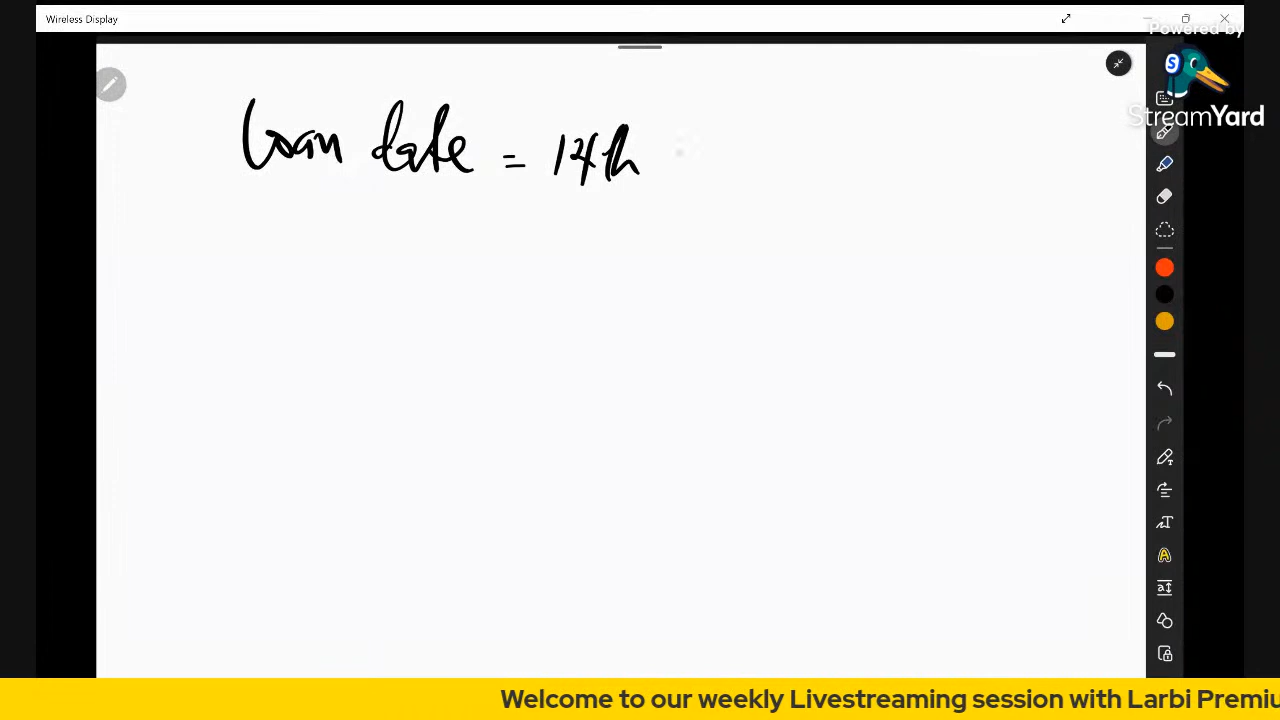 Wireless Display
Powered by
StreamYard
Loan date = 14th
Welcome to our weekly Livestreaming session with Larbi Premiu